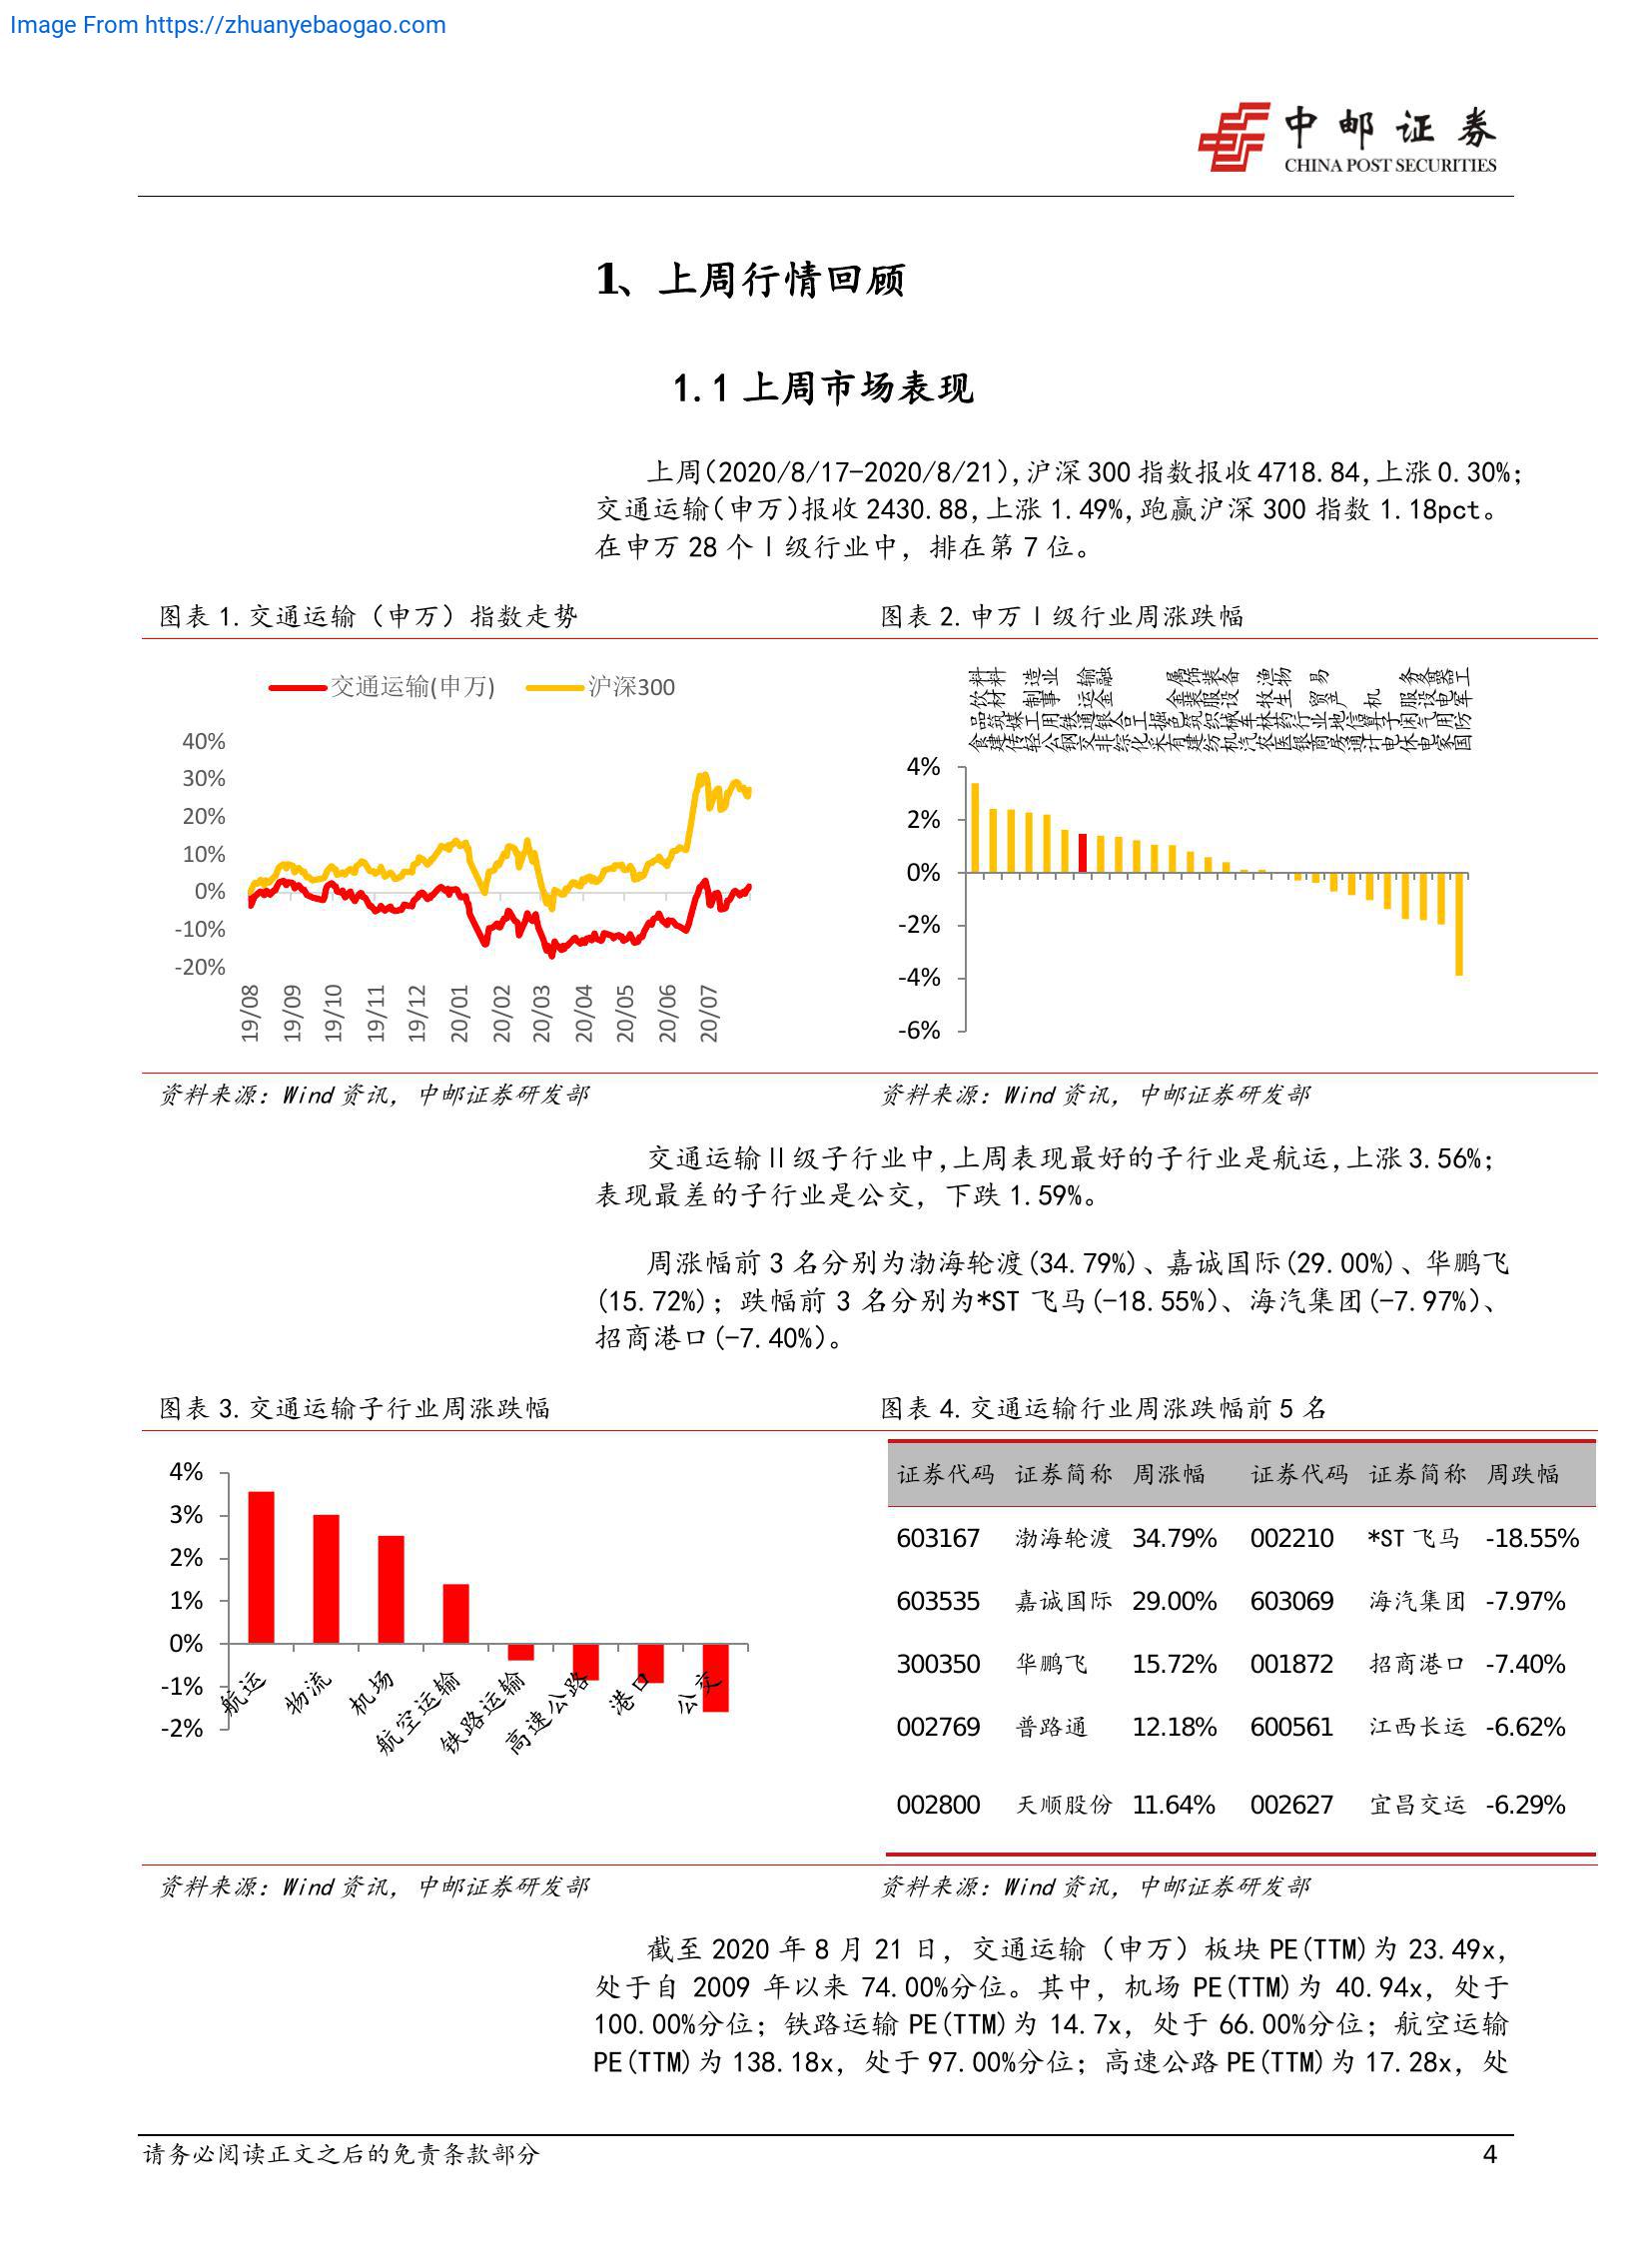 Image From https://zhuanyebaogao.com
中邮证券
CHINA POST SECURITIES
1、上周行情回顾
1.1 上周市场表现
上周(2020/8/17-2020/8/21),沪深 300 指数报收 4718.84,上涨 0.30%;
交通运输(申万)报收 2430.88,上涨 1.49%,跑赢沪深 300 指数 1.18pct。
在申万 28 个Ⅰ级行业中，排在第 7 位。
图表 1.交通运输（申万）指数走势
交通运输(申万) 沪深300
40%
30%
20%
10%
0%
-10%
-20%
19/08 19/09 19/10 19/11 19/12 20/01 20/02 20/03 20/04 20/05 20/06 20/07
资料来源：Wind 资讯，中邮证券研发部
图表 2.申万Ⅰ级行业周涨跌幅
食品饮料 建筑材料 传媒 轻工制造 公用事业 钢铁 交通运输 非银金融 综合 化工 采掘 有色金属 建筑装饰 纺织服装 机械设备 汽车 农林牧渔 医药生物 银行 商业贸易 房地产 通信 计算机 电子 休闲服务 电气设备 家用电器 国防军工
4%
2%
0%
-2%
-4%
-6%
资料来源：Wind 资讯，中邮证券研发部
交通运输Ⅱ级子行业中,上周表现最好的子行业是航运,上涨 3.56%;
表现最差的子行业是公交，下跌 1.59%。
周涨幅前 3 名分别为渤海轮渡(34.79%)、嘉诚国际(29.00%)、华鹏飞
(15.72%)；跌幅前 3 名分别为*ST 飞马(-18.55%)、海汽集团(-7.97%)、
招商港口(-7.40%)。
图表 3.交通运输子行业周涨跌幅
4%
3%
2%
1%
0%
-1%
-2%
航运 物流 机场 航空运输 铁路运输 高速公路 港口 公交
资料来源：Wind 资讯，中邮证券研发部
图表 4.交通运输行业周涨跌幅前 5 名
证券代码 证券简称 周涨幅 证券代码 证券简称 周跌幅
603167 渤海轮渡 34.79% 002210 *ST 飞马 -18.55%
603535 嘉诚国际 29.00% 603069 海汽集团 -7.97%
300350 华鹏飞 15.72% 001872 招商港口 -7.40%
002769 普路通 12.18% 600561 江西长运 -6.62%
002800 天顺股份 11.64% 002627 宜昌交运 -6.29%
资料来源：Wind 资讯，中邮证券研发部
截至 2020 年 8 月 21 日，交通运输（申万）板块 PE(TTM)为 23.49x，
处于自 2009 年以来 74.00%分位。其中，机场 PE(TTM)为 40.94x，处于
100.00%分位；铁路运输 PE(TTM)为 14.7x，处于 66.00%分位；航空运输
PE(TTM)为 138.18x，处于 97.00%分位；高速公路 PE(TTM)为 17.28x，处
请务必阅读正文之后的免责条款部分
4